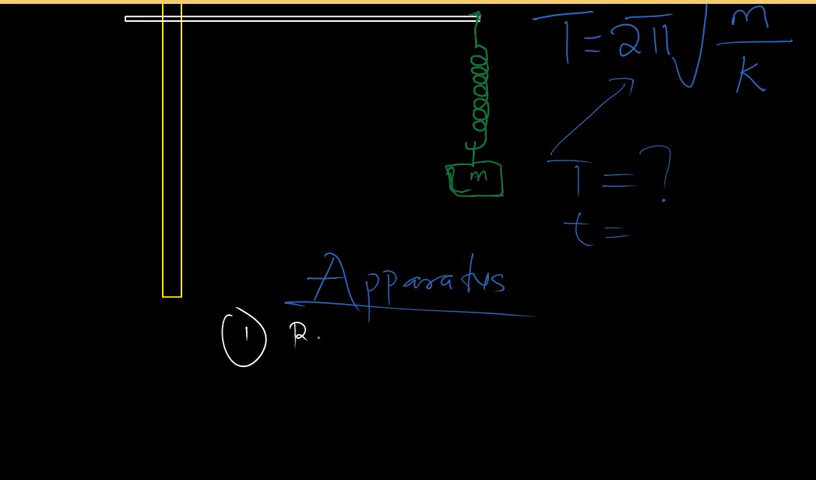 T = 2π√m/k
m
T = ?
t =
Apparatus
① R.